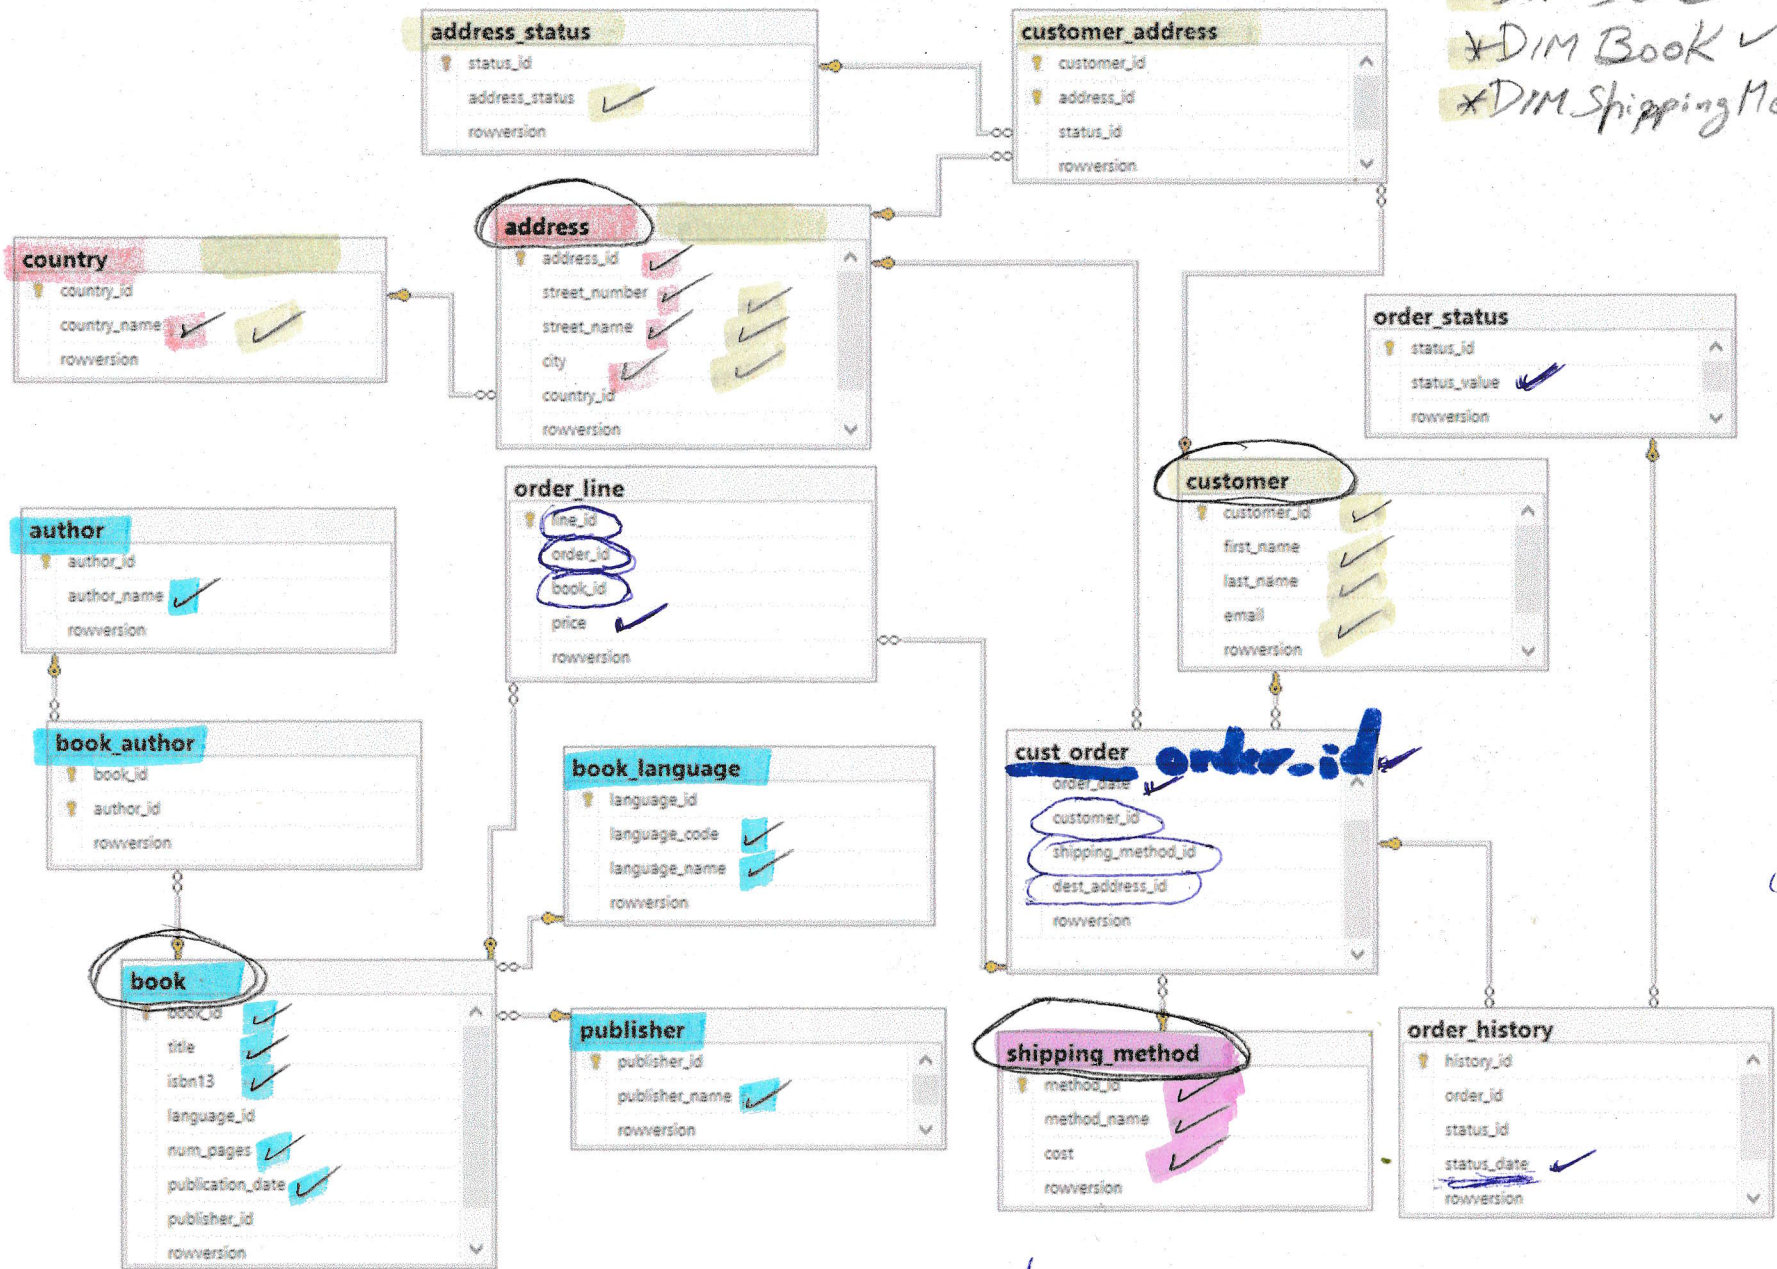 address_status
status_id
address_status
rowversion
customer_address
customer_id
address_id
status_id
rowversion
*DIM Book ✓
*DIM Shipping
country
country_id
country_name
rowversion
address
address_id
street_number
street_name
city
country_id
rowversion
order_status
status_id
status_value
rowversion
author
author_id
author_name
rowversion
order_line
line_id
order_id
book_id
price
rowversion
customer
customer_id
first_name
last_name
email
rowversion
book_author
book_id
author_id
rowversion
book_language
language_id
language_code
language_name
rowversion
cust_order order_id
order_date
customer_id
shipping_method_id
dest_address_id
rowversion
book
book_id
title
isbn13
language_id
num_pages
publication_date
publisher_id
rowversion
publisher
publisher_id
publisher_name
rowversion
shipping_method
method_id
method_name
cost
rowversion
order_history
history_id
order_id
status_id
status_date
rowversion